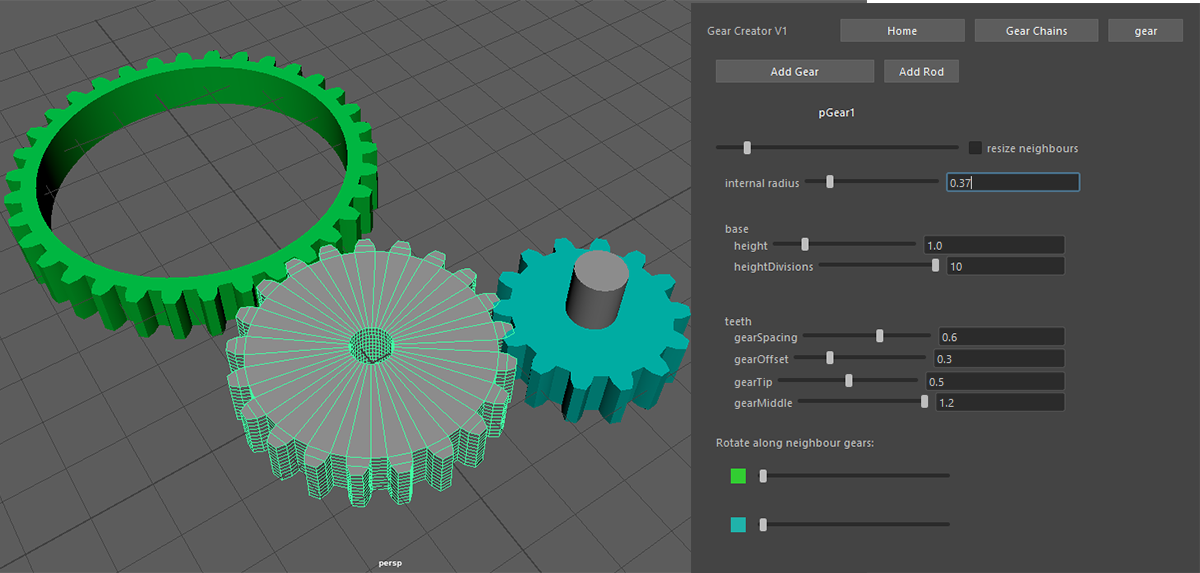 Gear Creator V1 Home Gear Chains gear
Add Gear Add Rod
pGear1
resize neighbours
internal radius 0.37
base
height 1.0
heightDivisions 10
teeth
gearSpacing 0.6
gearOffset 0.3
gearTip 0.5
gearMiddle 1.2
Rotate along neighbour gears:
persp